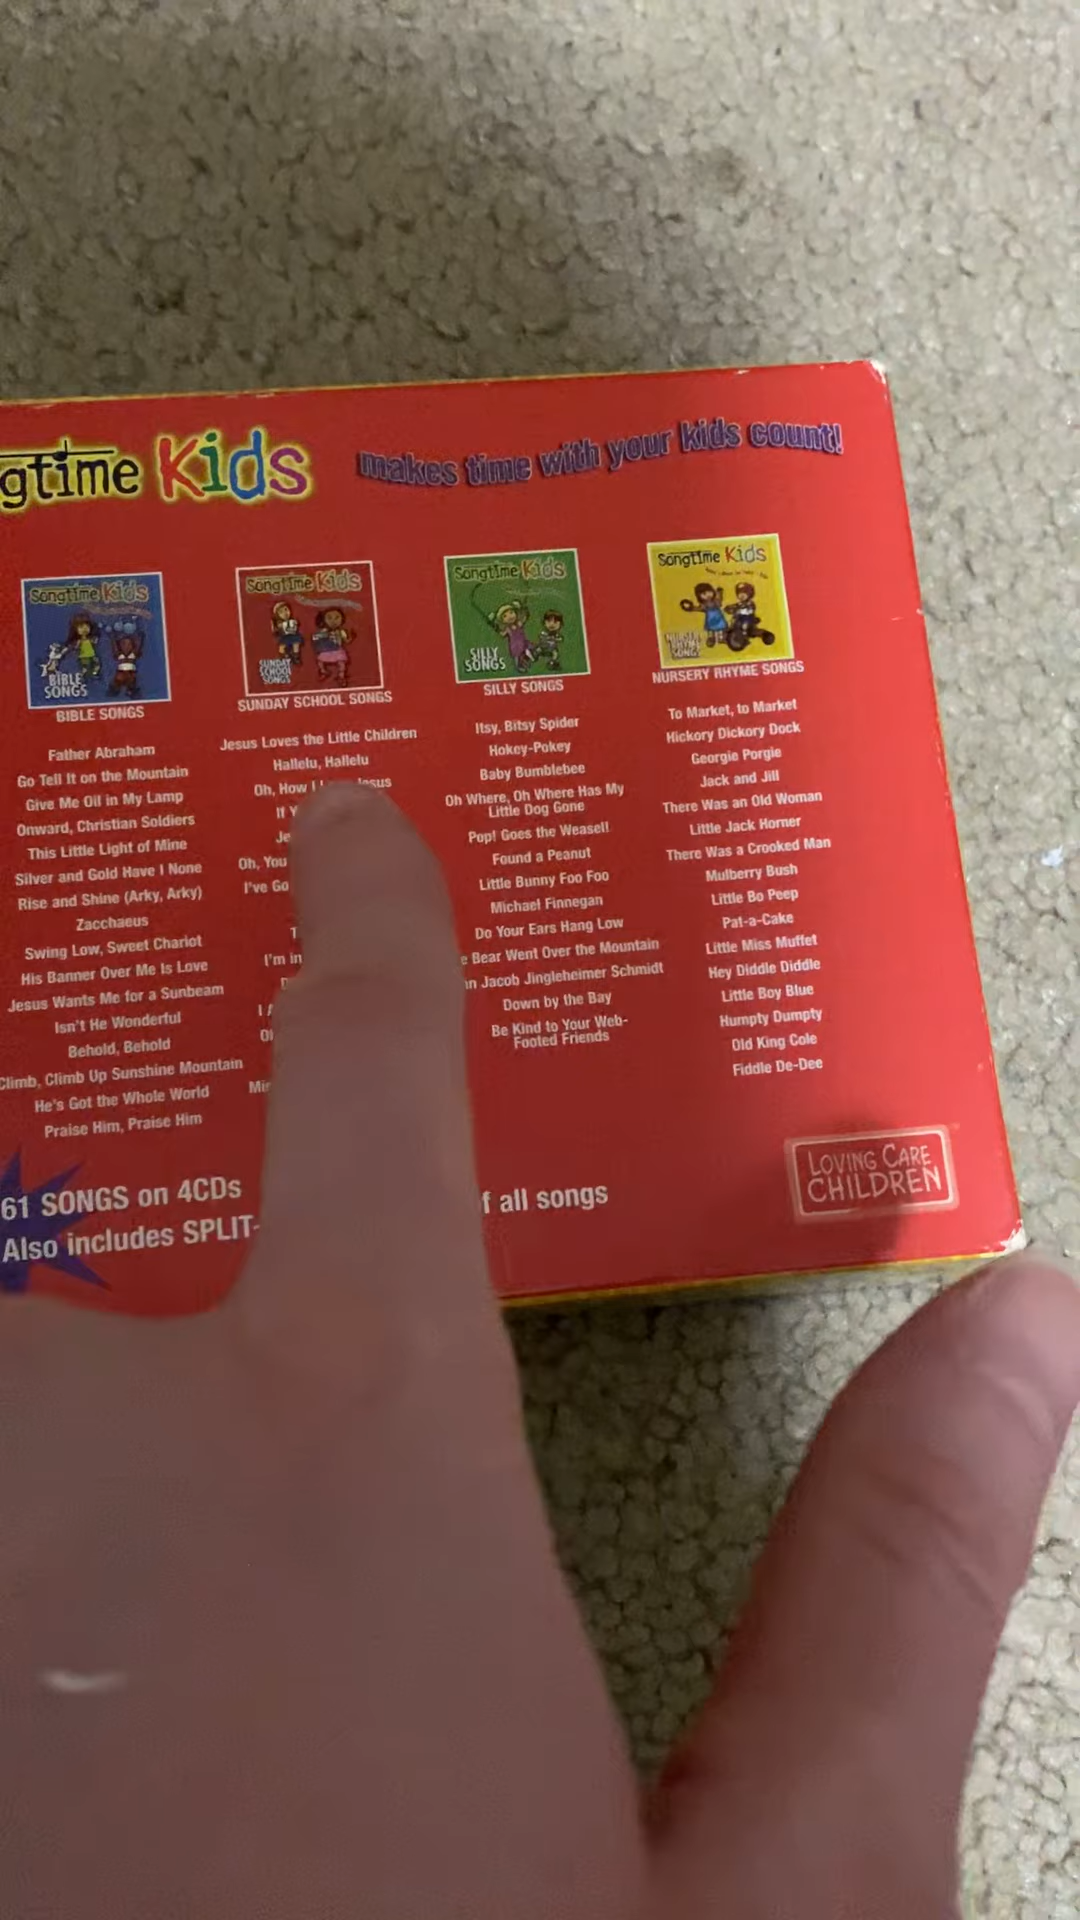 gtime Kids
makes time with your kids count!
Songtime Kids
BIBLE
SONGS
BIBLE SONGS
Father Abraham
Go Tell It on the Mountain
Give Me Oil in My Lamp
Onward, Christian Soldiers
This Little Light of Mine
Silver and Gold Have I None
Rise and Shine (Arky, Arky)
Zacchaeus
Swing Low, Sweet Chariot
His Banner Over Me Is Love
Jesus Wants Me for a Sunbeam
Isn't He Wonderful
Behold, Behold
Climb, Climb Up Sunshine Mountain
He's Got the Whole World
Praise Him, Praise Him
Songtime Kids
SUNDAY
SCHOOL
SONGS
SUNDAY SCHOOL SONGS
Jesus Loves the Little Children
Hallelu, Hallelu
Oh, How I Jesus
If
Oh, You
I've Go
I'm in
Songtime Kids
SILLY
SONGS
SILLY SONGS
Itsy, Bitsy Spider
Hokey-Pokey
Baby Bumblebee
Oh Where, Oh Where Has My
Little Dog Gone
Pop! Goes the Weasel!
Found a Peanut
Little Bunny Foo Foo
Michael Finnegan
Do Your Ears Hang Low
e Bear Went Over the Mountain
n Jacob Jingleheimer Schmidt
Down by the Bay
Be Kind to Your Web-
Footed Friends
Songtime Kids
NURSERY
RHYME
SONGS
NURSERY RHYME SONGS
To Market, to Market
Hickory Dickory Dock
Georgie Porgie
Jack and Jill
There Was an Old Woman
Little Jack Horner
There Was a Crooked Man
Mulberry Bush
Little Bo Peep
Pat-a-Cake
Little Miss Muffet
Hey Diddle Diddle
Little Boy Blue
Humpty Dumpty
Old King Cole
Fiddle De-Dee
61 SONGS on 4CDs
Also includes SPLIT-
f all songs
LOVING CARE
CHILDREN